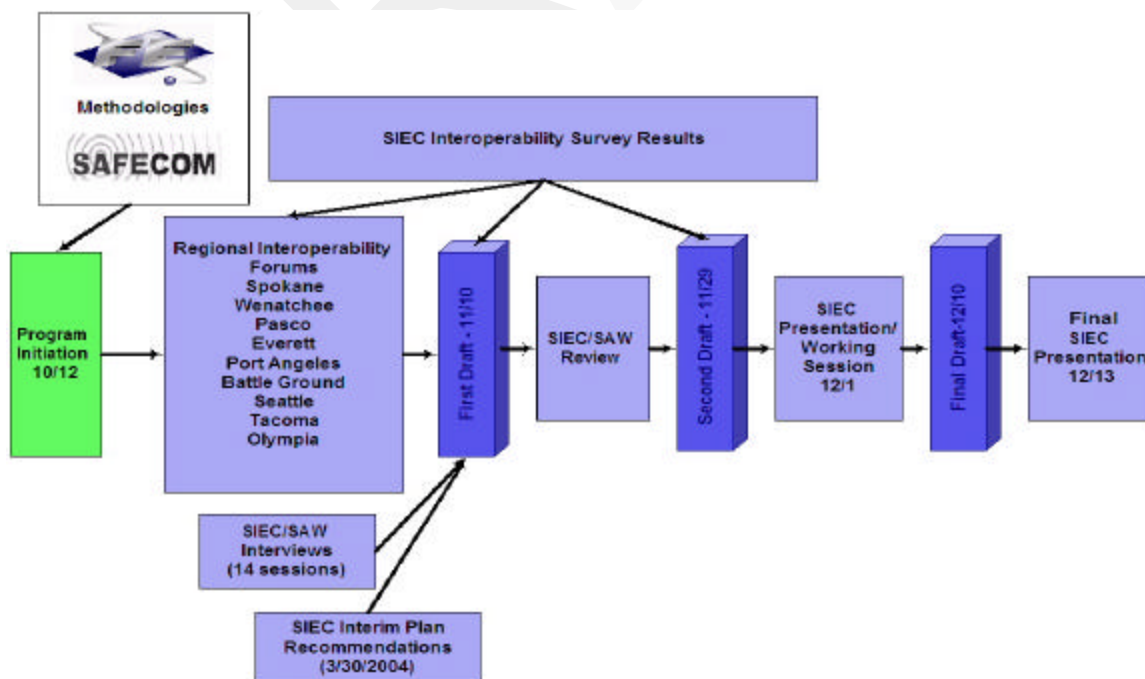 Methodologies
SAFECOM
SIEC Interoperability Survey Results
Program
Initiation
10/12
Regional Interoperability
Forums
Spokane
Wenatchee
Pasco
Everett
Port Angeles
Battle Ground
Seattle
Tacoma
Olympia
First Draft - 11/10
SIEC/SAW
Review
Second Draft - 11/29
SIEC
Presentation/
Working
Session
12/1
Final Draft-12/10
Final
SIEC
Presentation
12/13
SIEC/SAW
Interviews
(14 sessions)
SIEC Interim Plan
Recommendations
(3/30/2004)